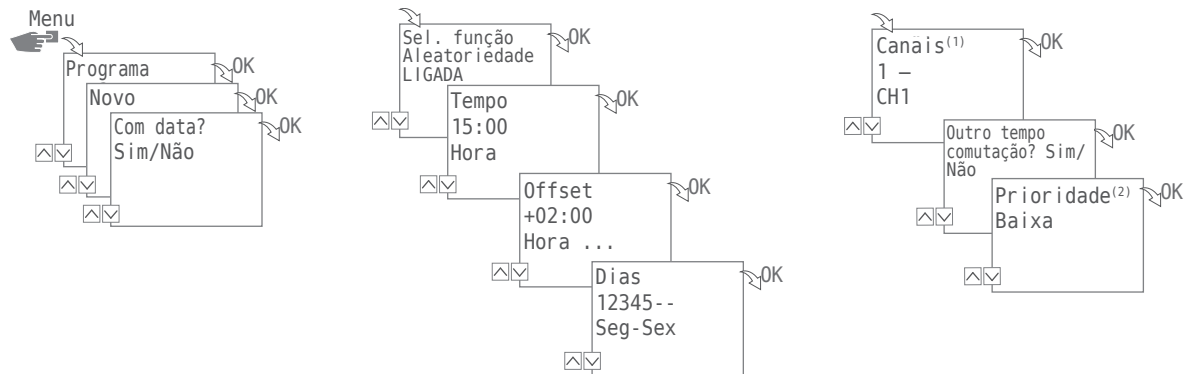 Menu
Programa
OK
Novo
OK
Com data?
Sim/Não
OK
Sel. função
Aleatoriedade
LIGADA
OK
Tempo
15:00
Hora
OK
Offset
+02:00
Hora ...
OK
Dias
12345--
Seg-Sex
OK
Canais(1)
1 –
CH1
OK
Outro tempo
comutação? Sim/
Não
OK
Prioridade(2)
Baixa
OK